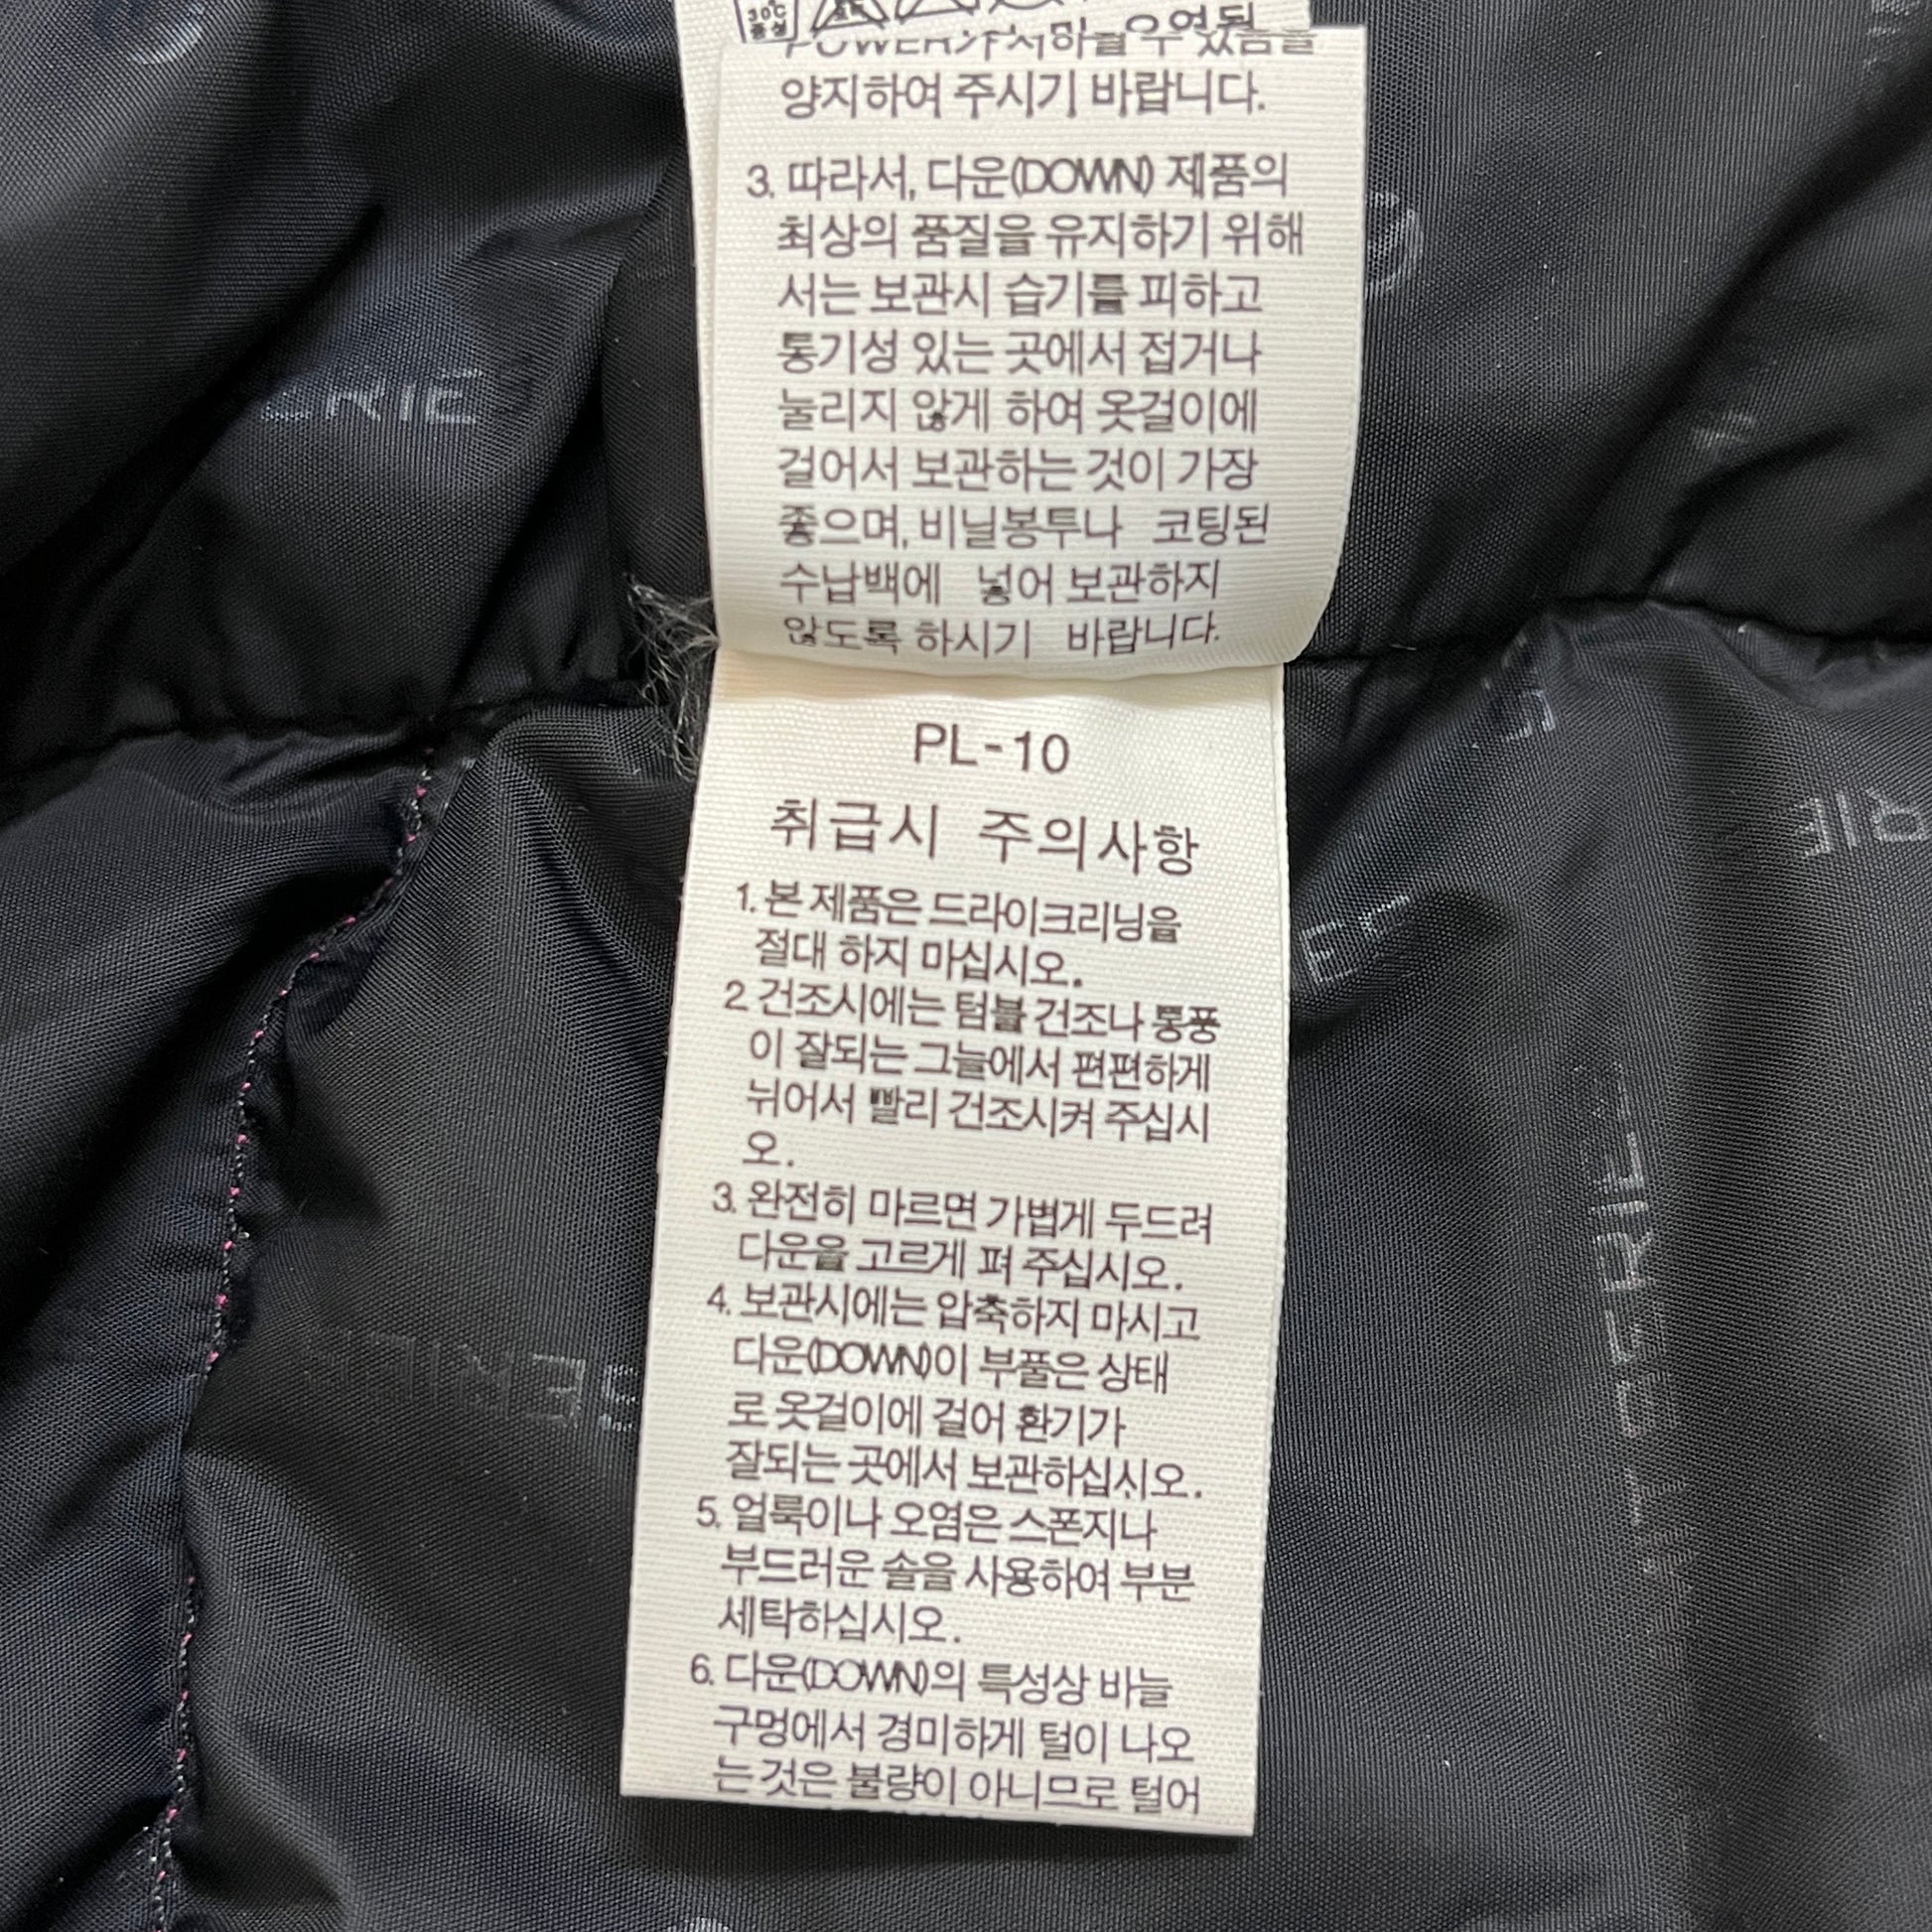 30℃
중성
양지하여 주시기 바랍니다.
3. 따라서, 다운(DOWN) 제품의
최상의 품질을 유지하기 위해
서는 보관시 습기를 피하고
통기성 있는 곳에서 접거나
눌리지 않게 하여 옷걸이에
걸어서 보관하는 것이 가장
좋으며, 비닐봉투나 코팅된
수납백에 넣어 보관하지
않도록 하시기 바랍니다.
PL-10
취급시 주의사항
1. 본 제품은 드라이크리닝을
절대 하지 마십시오.
2 건조시에는 텀블 건조나 통풍
이 잘되는 그늘에서 편편하게
뉘어서 빨리 건조시켜 주십시
오.
3. 완전히 마르면 가볍게 두드려
다운을 고르게 펴 주십시오.
4. 보관시에는 압축하지 마시고
다운(DOWN)이 부풀은 상태
로 옷걸이에 걸어 환기가
잘되는 곳에서 보관하십시오.
5. 얼룩이나 오염은 스폰지나
부드러운 솔을 사용하여 부분
세탁하십시오.
6. 다운(DOWN)의 특성상 바늘
구멍에서 경미하게 털이 나오
는것은 불량이 아니므로 털어